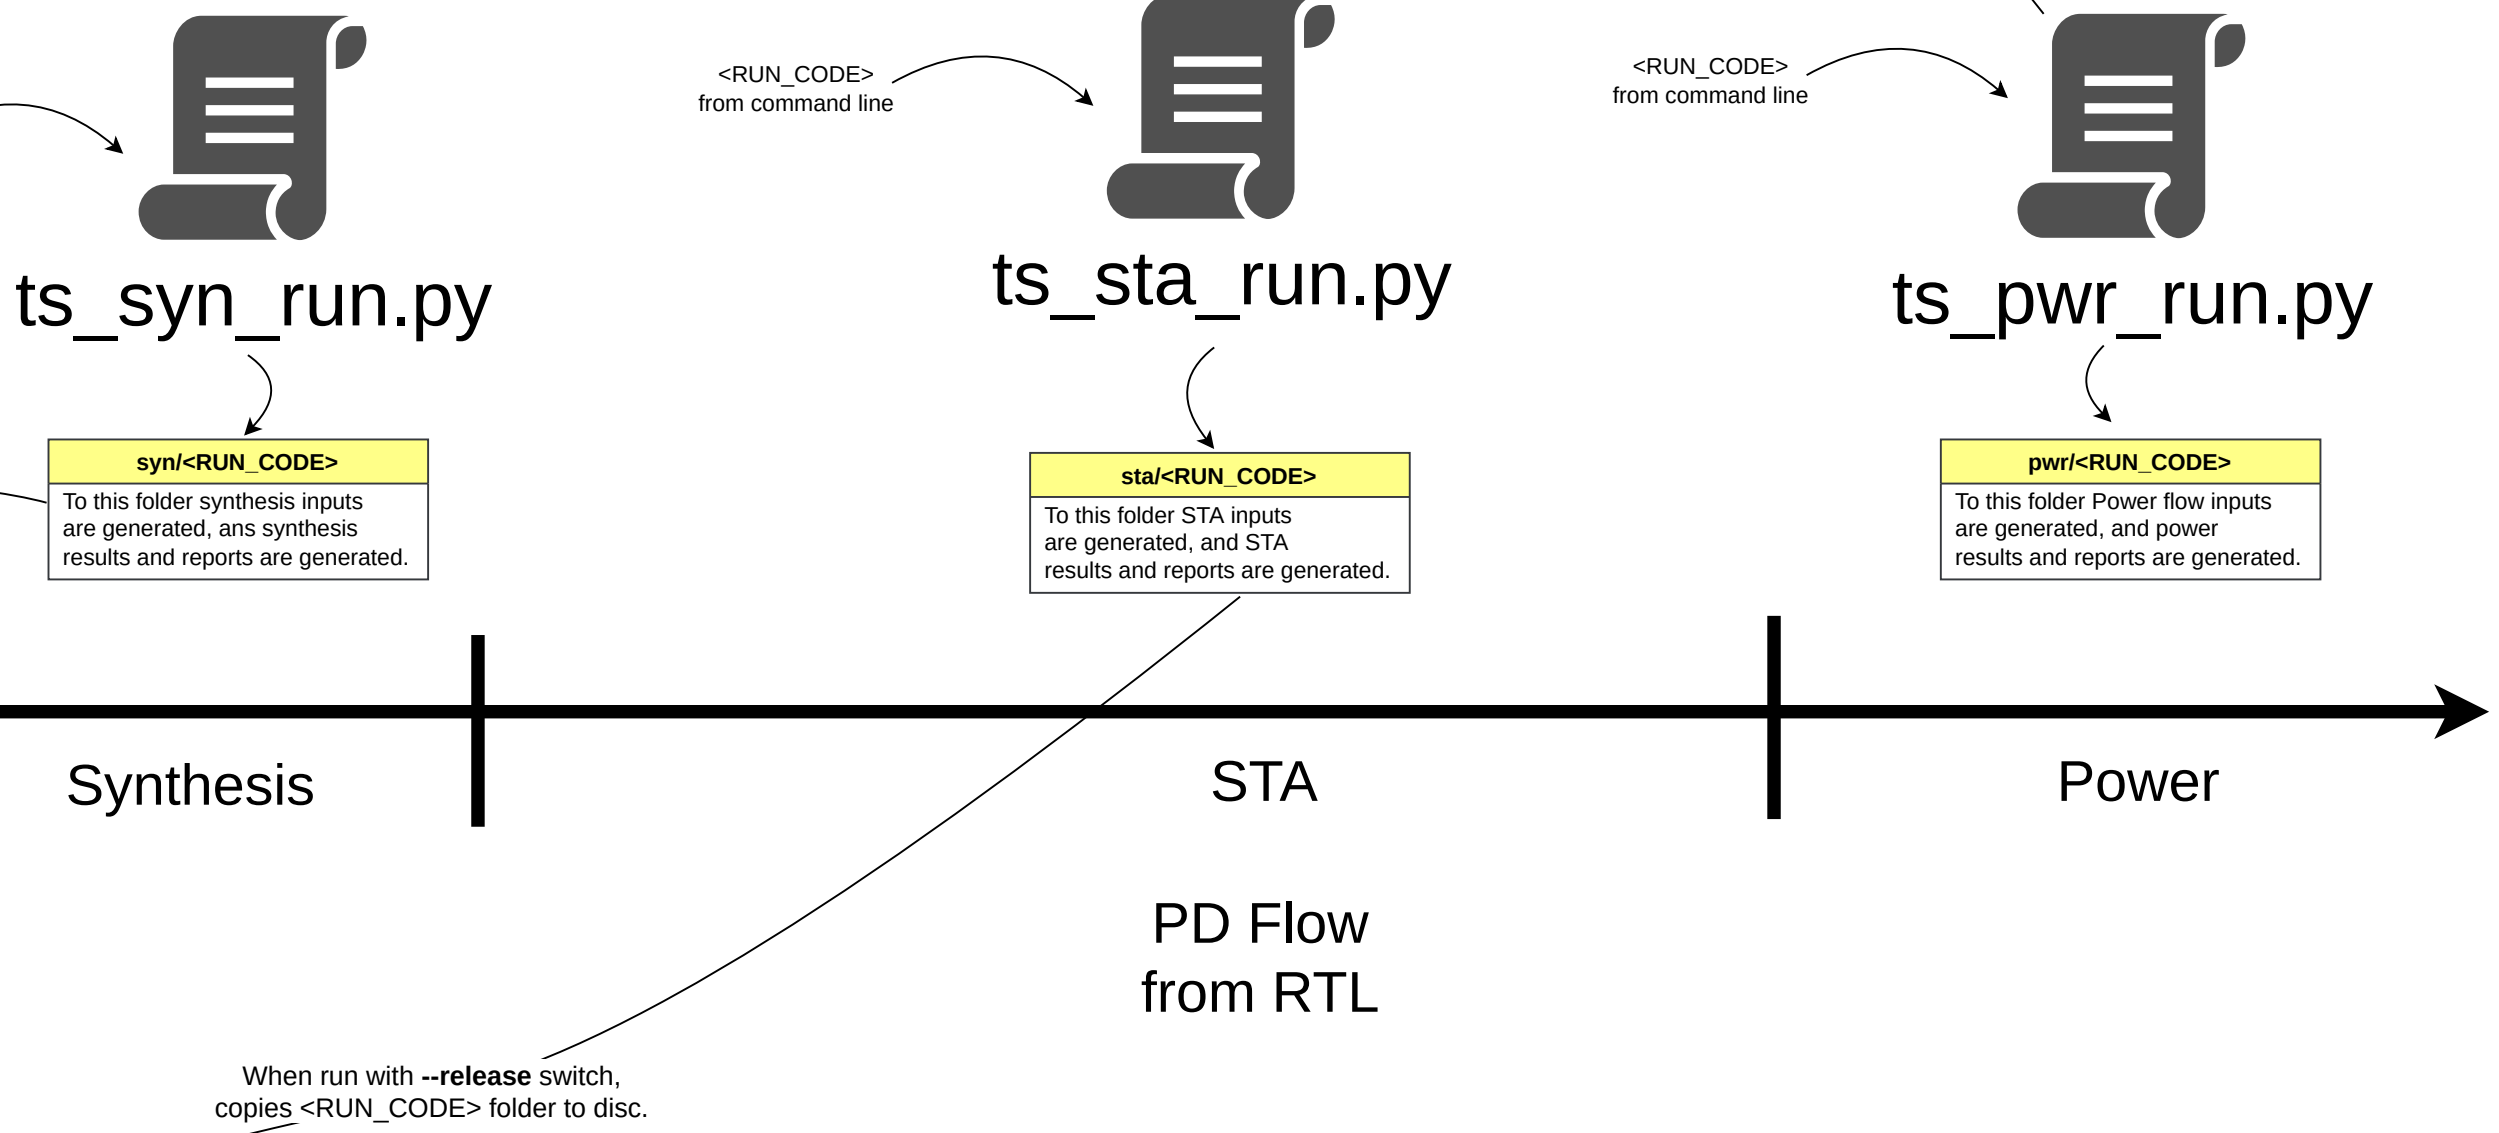 <RUN_CODE>
from command line
<RUN_CODE>
from command line
ts_syn_run.py
ts_sta_run.py
ts_pwr_run.py
syn/<RUN_CODE>
To this folder synthesis inputs
are generated, ans synthesis
results and reports are generated.
sta/<RUN_CODE>
To this folder STA inputs
are generated, and STA
results and reports are generated.
pwr/<RUN_CODE>
To this folder Power flow inputs
are generated, and power
results and reports are generated.
Synthesis
STA
Power
PD Flow
from RTL
When run with --release switch,
copies <RUN_CODE> folder to disc.